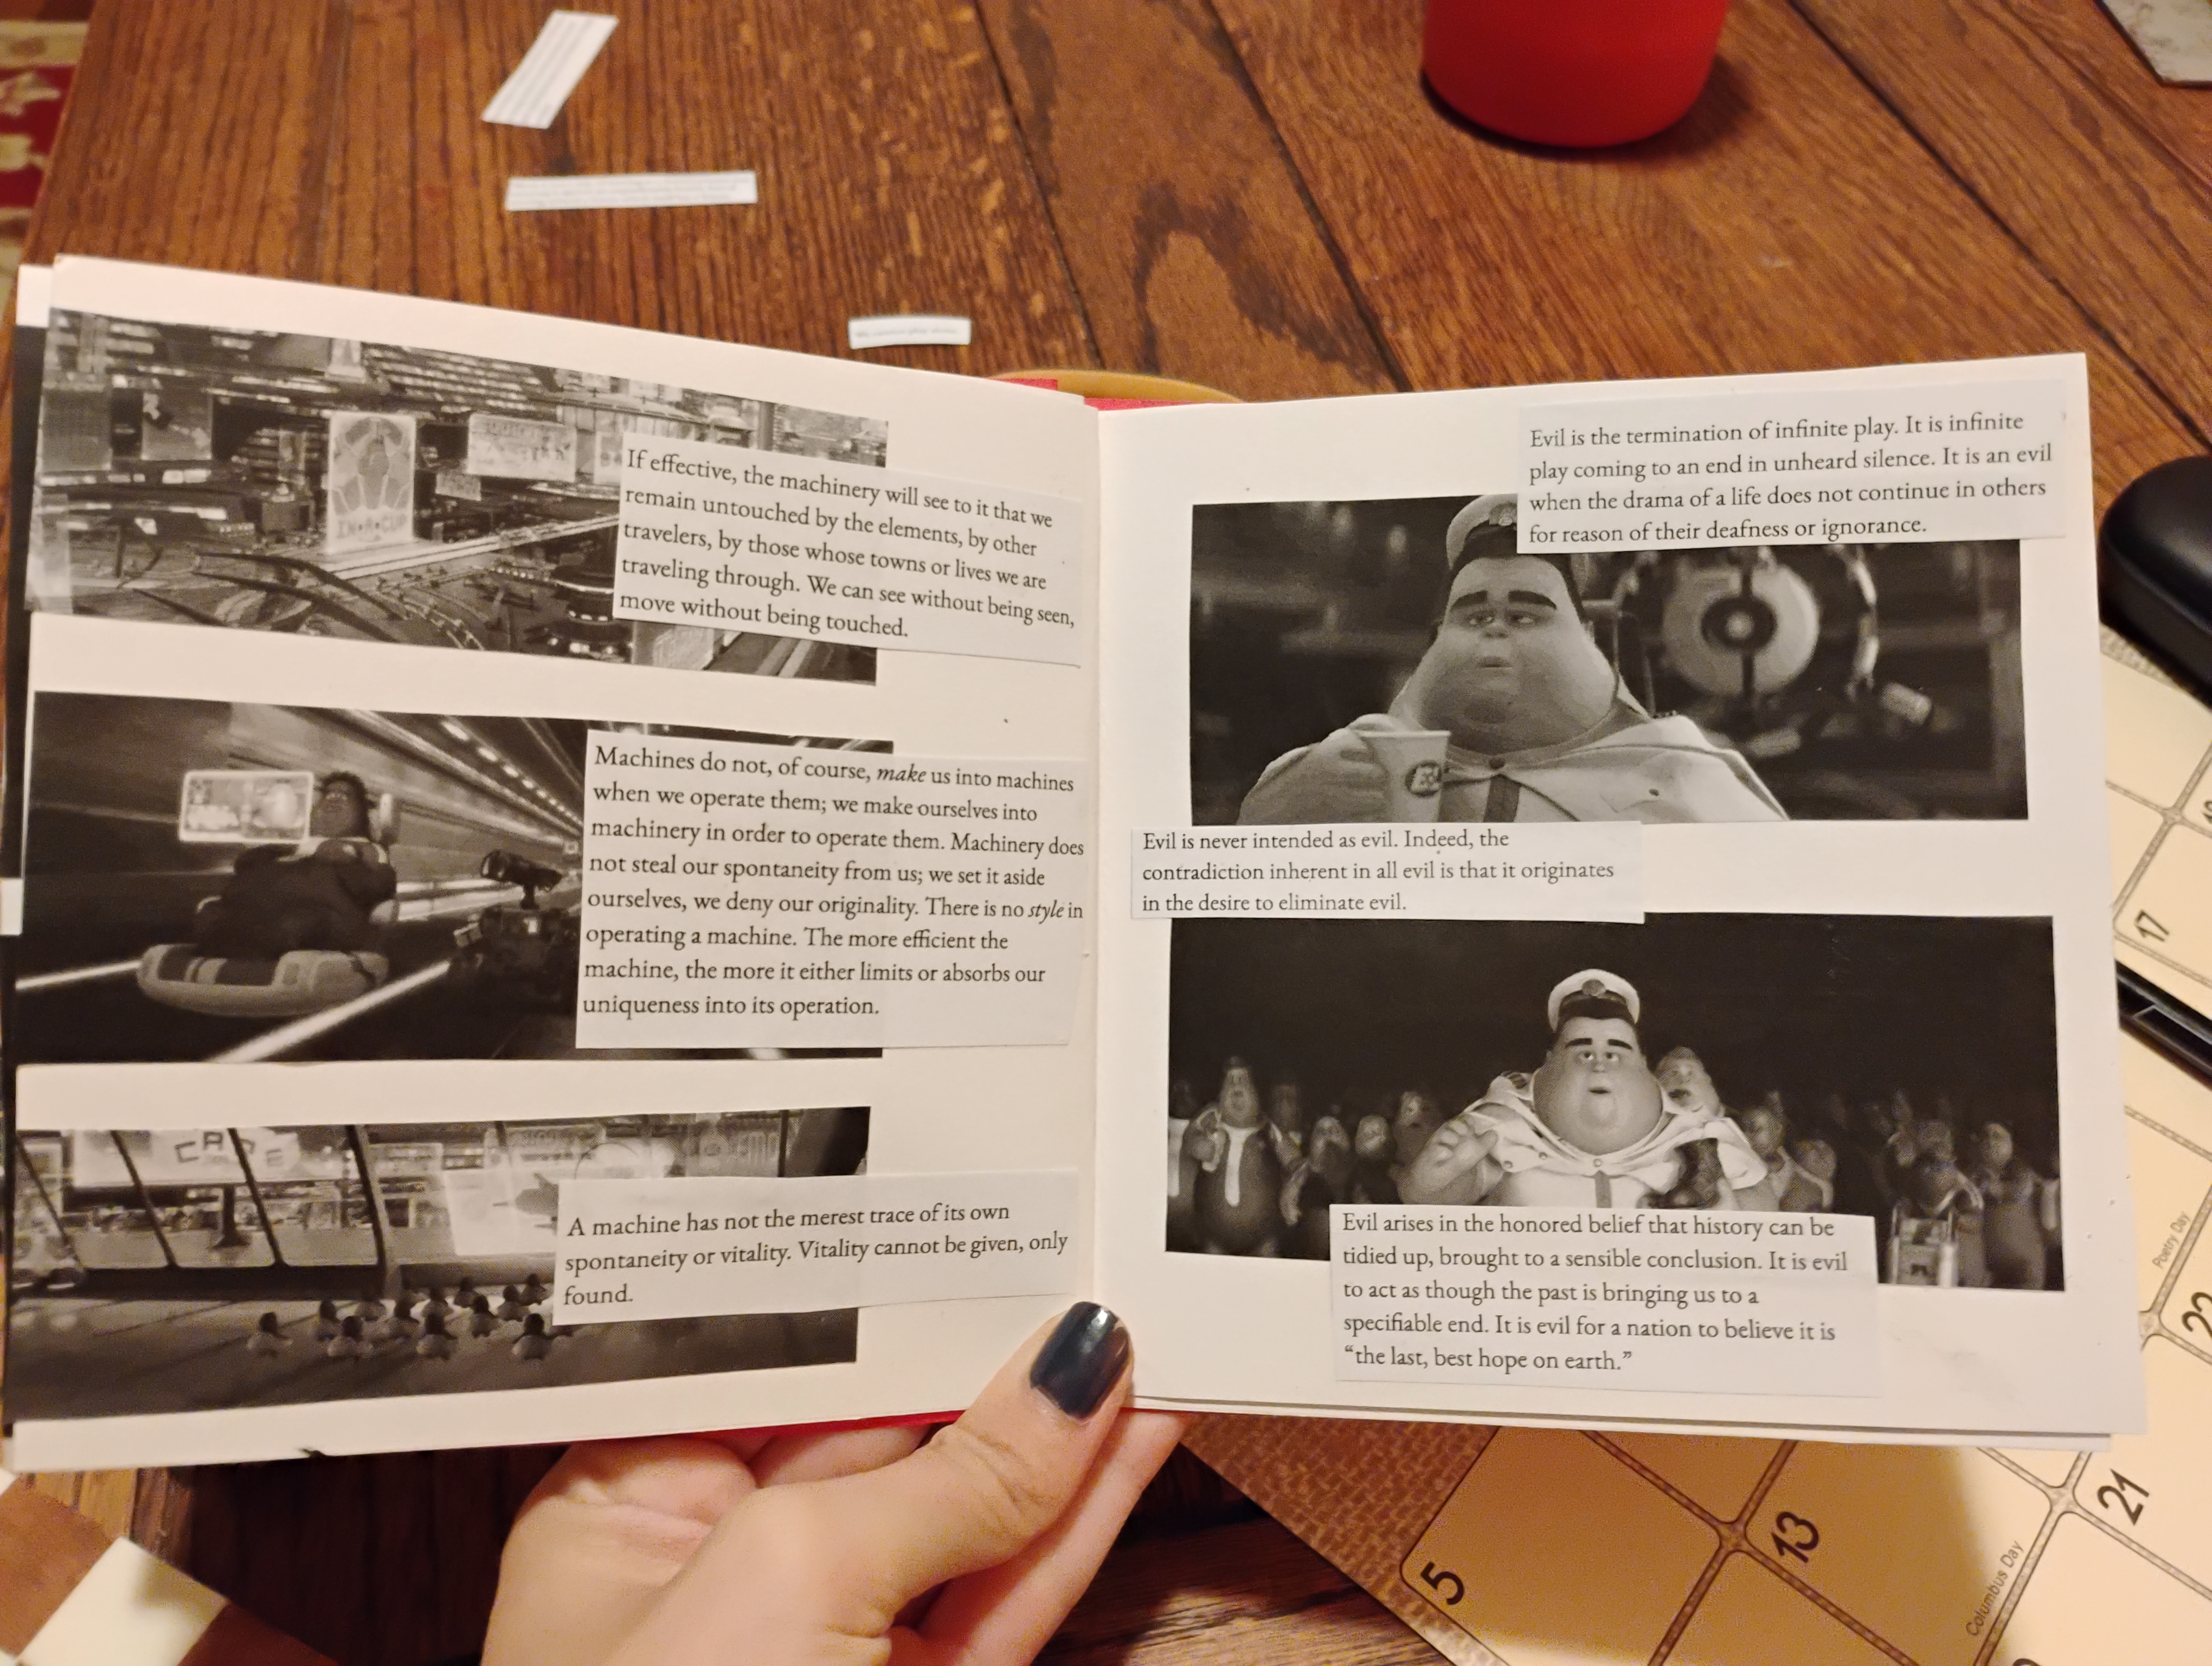 If effective, the machinery will see to it that we
remain untouched by the elements, by other
travelers, by those whose towns or lives we are
traveling through. We can see without being seen,
move without being touched.
IN•A•CUP
Machines do not, of course, make us into machines
when we operate them; we make ourselves into
machinery in order to operate them. Machinery does
not steal our spontaneity from us; we set it aside
ourselves, we deny our originality. There is no style in
operating a machine. The more efficient the
machine, the more it either limits or absorbs our
uniqueness into its operation.
A machine has not the merest trace of its own
spontaneity or vitality. Vitality cannot be given, only
found.
Evil is the termination of infinite play. It is infinite
play coming to an end in unheard silence. It is an evil
when the drama of a life does not continue in others
for reason of their deafness or ignorance.
Evil is never intended as evil. Indeed, the
contradiction inherent in all evil is that it originates
in the desire to eliminate evil.
Evil arises in the honored belief that history can be
tidied up, brought to a sensible conclusion. It is evil
to act as though the past is bringing us to a
specifiable end. It is evil for a nation to believe it is
“the last, best hope on earth.”
17
Poetry Day
22
21
13
Columbus Day
5